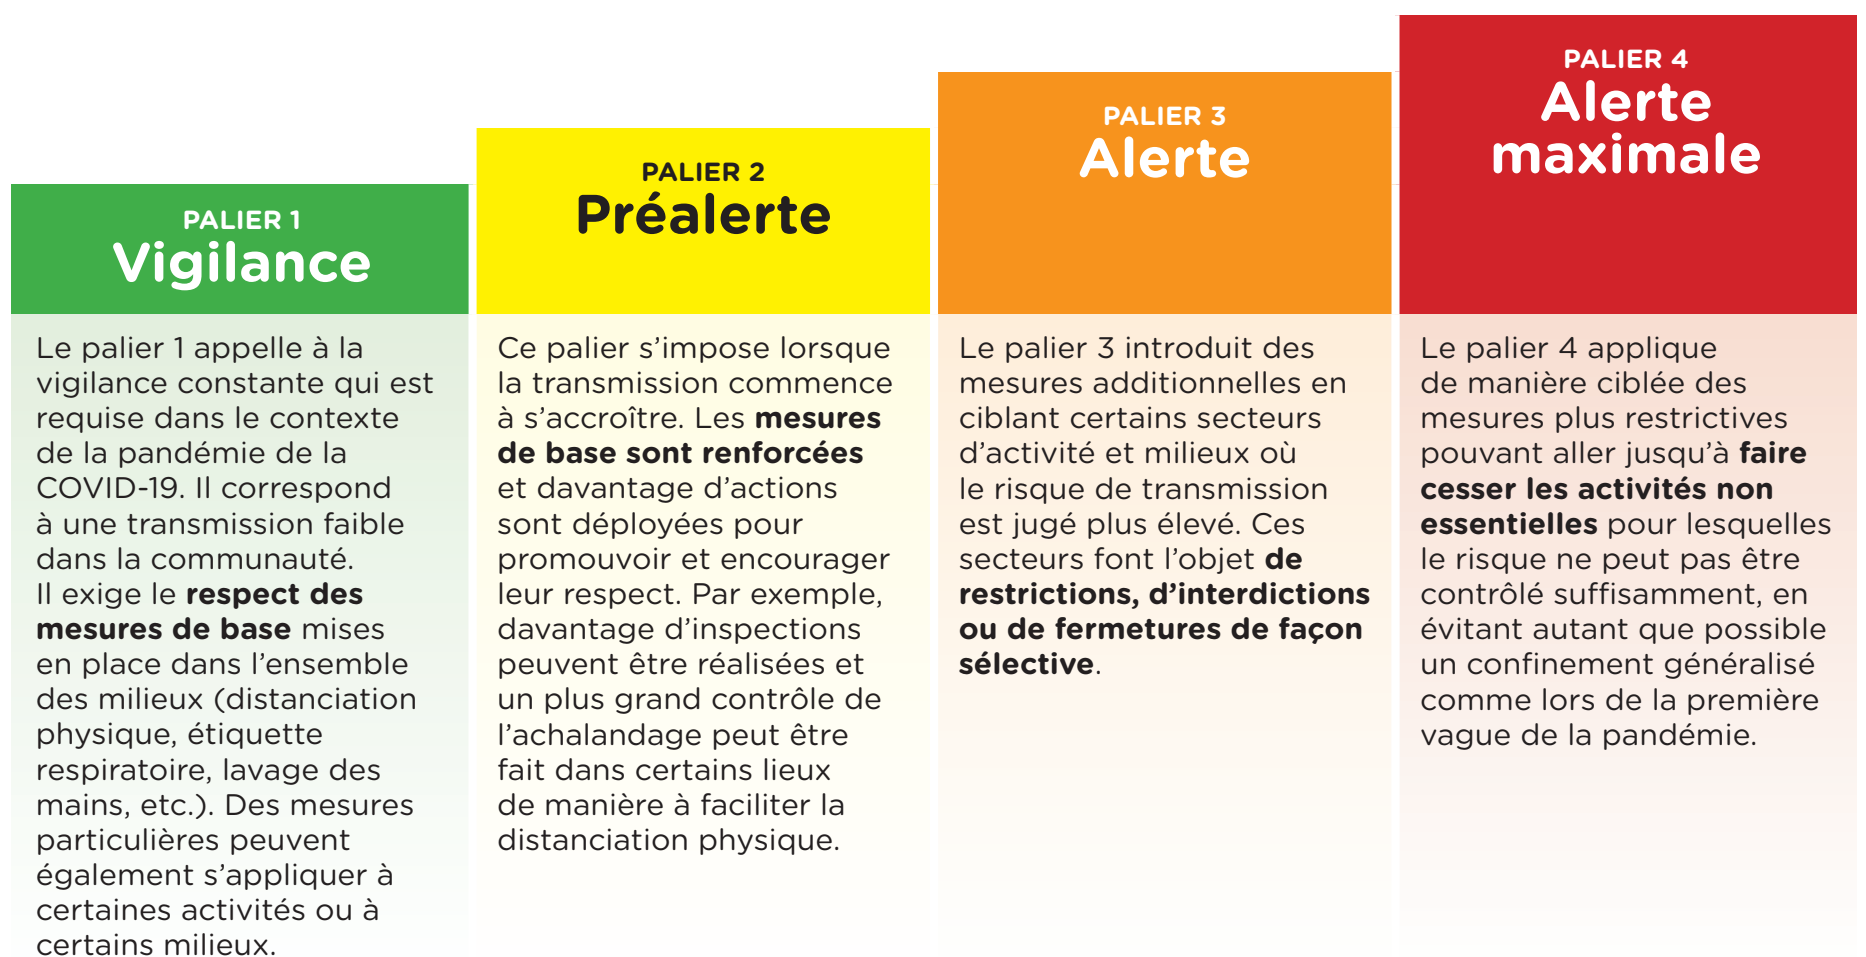 PALIER 1
Vigilance
Le palier 1 appelle à la
vigilance constante qui est
requise dans le contexte
de la pandémie de la
COVID-19. Il correspond
à une transmission faible
dans la communauté.
Il exige le respect des
mesures de base mises
en place dans l’ensemble
des milieux (distanciation
physique, étiquette
respiratoire, lavage des
mains, etc.). Des mesures
particulières peuvent
également s’appliquer à
certaines activités ou à
certains milieux.
PALIER 2
Préalerte
Ce palier s’impose lorsque
la transmission commence
à s’accroître. Les mesures
de base sont renforcées
et davantage d’actions
sont déployées pour
promouvoir et encourager
leur respect. Par exemple,
davantage d’inspections
peuvent être réalisées et
un plus grand contrôle de
l’achalandage peut être
fait dans certains lieux
de manière à faciliter la
distanciation physique.
PALIER 3
Alerte
Le palier 3 introduit des
mesures additionnelles en
ciblant certains secteurs
d’activité et milieux où
le risque de transmission
est jugé plus élevé. Ces
secteurs font l’objet de
restrictions, d’interdictions
ou de fermetures de façon
sélective.
PALIER 4
Alerte
maximale
Le palier 4 applique
de manière ciblée des
mesures plus restrictives
pouvant aller jusqu’à faire
cesser les activités non
essentielles pour lesquelles
le risque ne peut pas être
contrôlé suffisamment, en
évitant autant que possible
un confinement généralisé
comme lors de la première
vague de la pandémie.